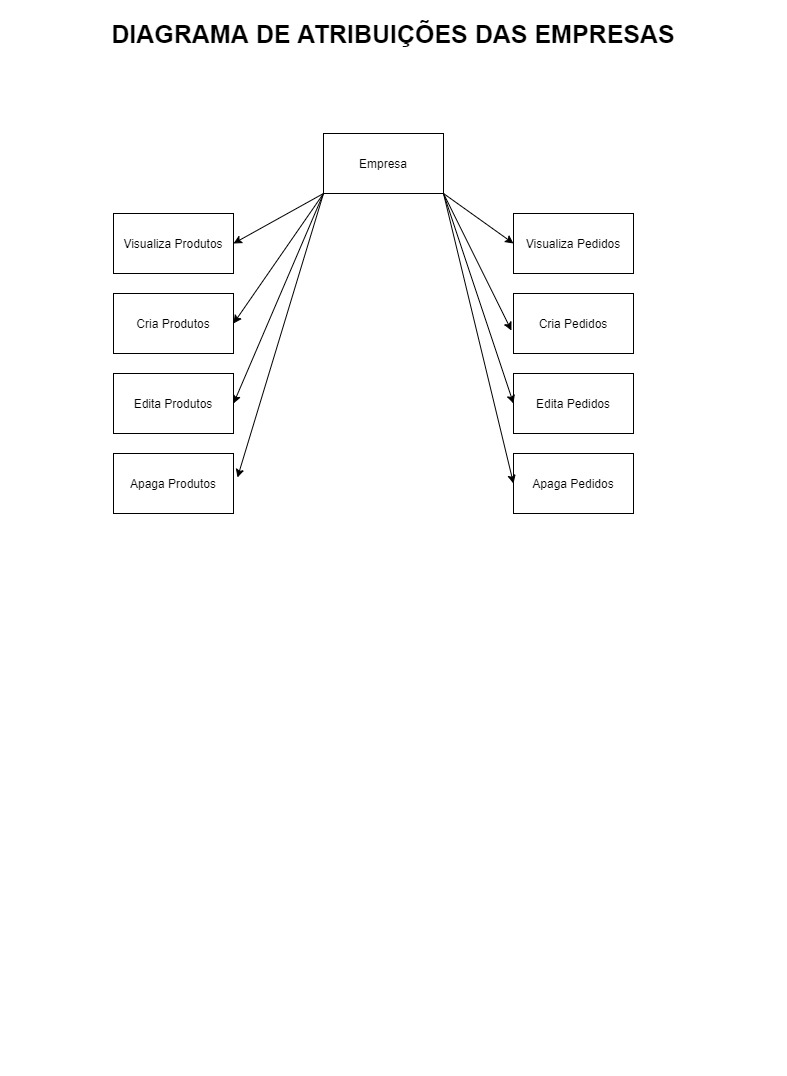 DIAGRAMA DE ATRIBUIÇÕES DAS EMPRESAS
Empresa
Visualiza Produtos
Visualiza Pedidos
Cria Produtos
Cria Pedidos
Edita Produtos
Edita Pedidos
Apaga Produtos
Apaga Pedidos